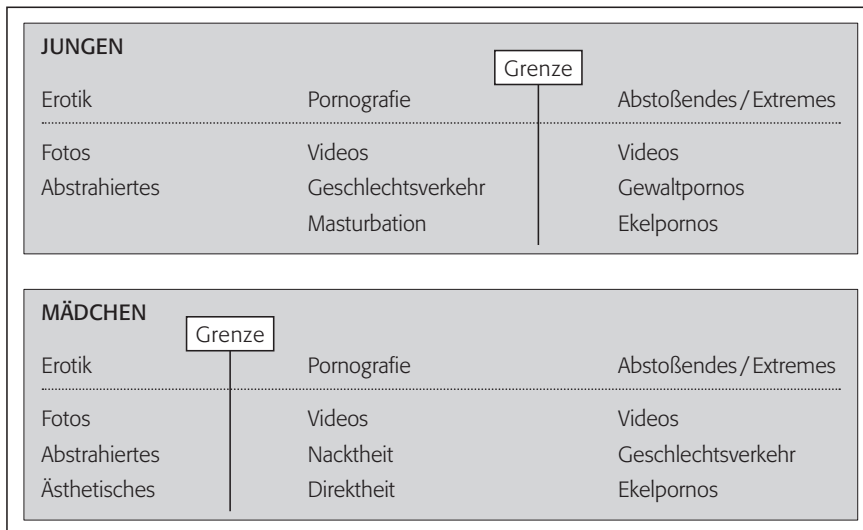 JUNGEN
Grenze
Erotik Pornografie Abstoßendes / Extremes
Fotos Videos Videos
Abstrahiertes Geschlechtsverkehr Gewaltpornos
Masturbation Ekelpornos
MÄDCHEN
Grenze
Erotik Pornografie Abstoßendes / Extremes
Fotos Videos Videos
Abstrahiertes Nacktheit Geschlechtsverkehr
Ästhetisches Direktheit Ekelpornos